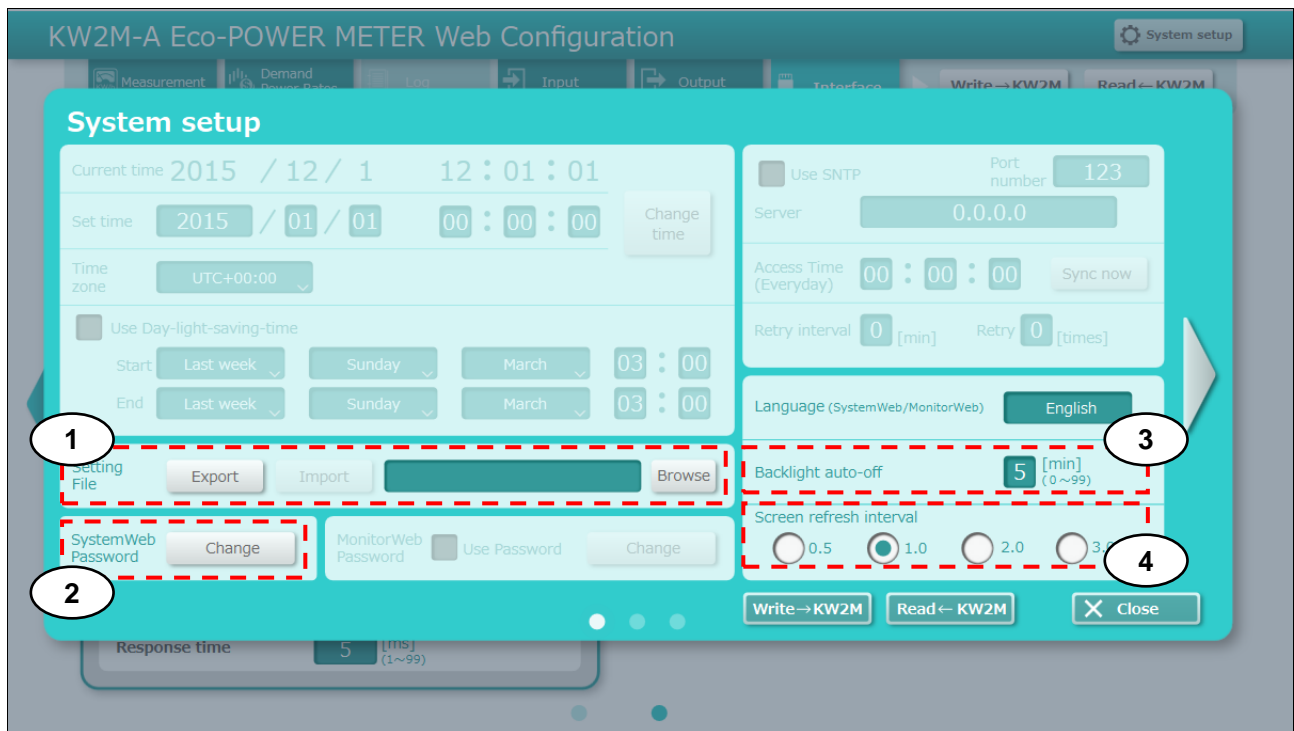 KW2M-A Eco-POWER METER Web Configuration
System setup
Measurement
Demand
Power Rates
Log
Input
Output
Interface
Write→KW2M
Read←KW2M
System setup
Current time 2015 / 12 / 1 12 : 01 : 01
Set time 2015 / 01 / 01 00 : 00 : 00
Change
time
Time
zone
UTC+00:00
Use Day-light-saving-time
Start Last week Sunday March 03 : 00
End Last week Sunday March 03 : 00
1
Setting
File
Export Import Browse
SystemWeb
Password
Change
2
MonitorWeb
Password
Use Password Change
Use SNTP
Port
number
123
Server 0.0.0.0
Access Time
(Everyday)
00 : 00 : 00 Sync now
Retry interval 0 [min] Retry 0 [times]
Language (SystemWeb/MonitorWeb) English
3
Backlight auto-off 5 [min]
(0~99)
Screen refresh interval
0.5 1.0 2.0 3.
4
Write→KW2M Read←KW2M X Close
Response time 5 [ms]
(1~99)